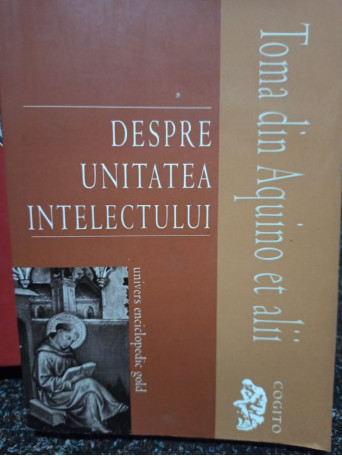 Toma din Aquino et alii
DESPRE
UNITATEA
INTELECTULUI
univers enciclopedic gold
COGITO